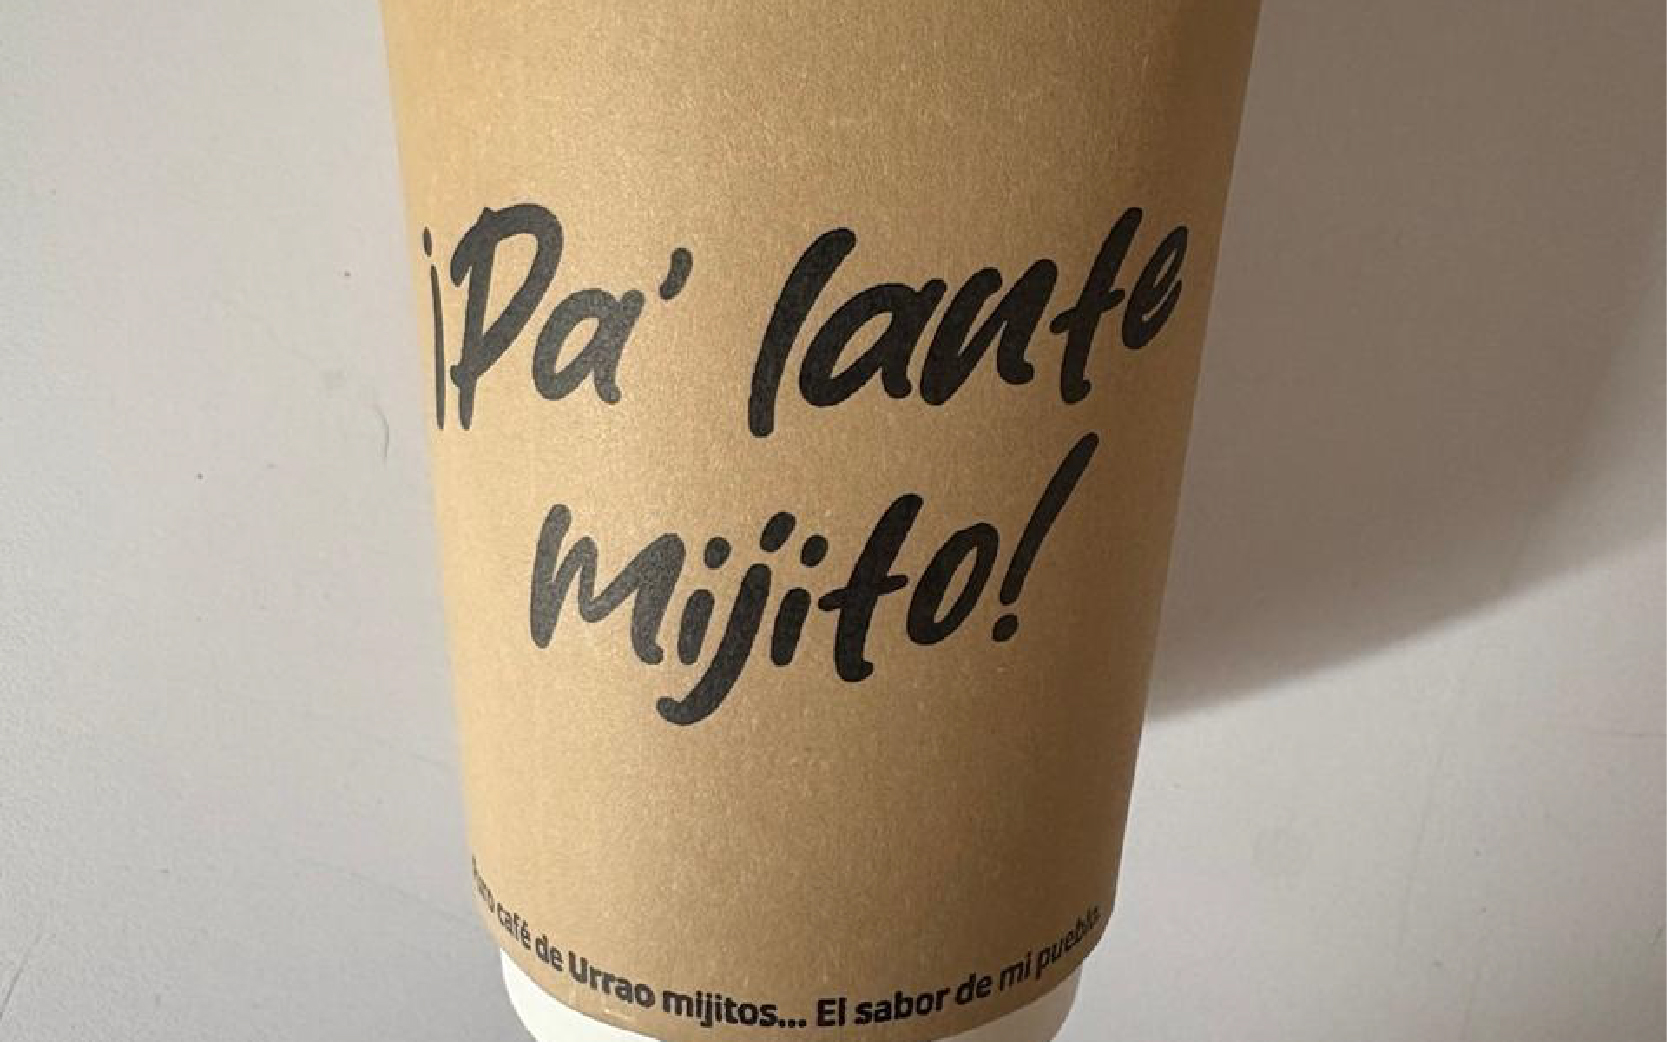 ¡Pa' lante
mijito!
café de Urrao mijitos... El sabor de mi pueblo.